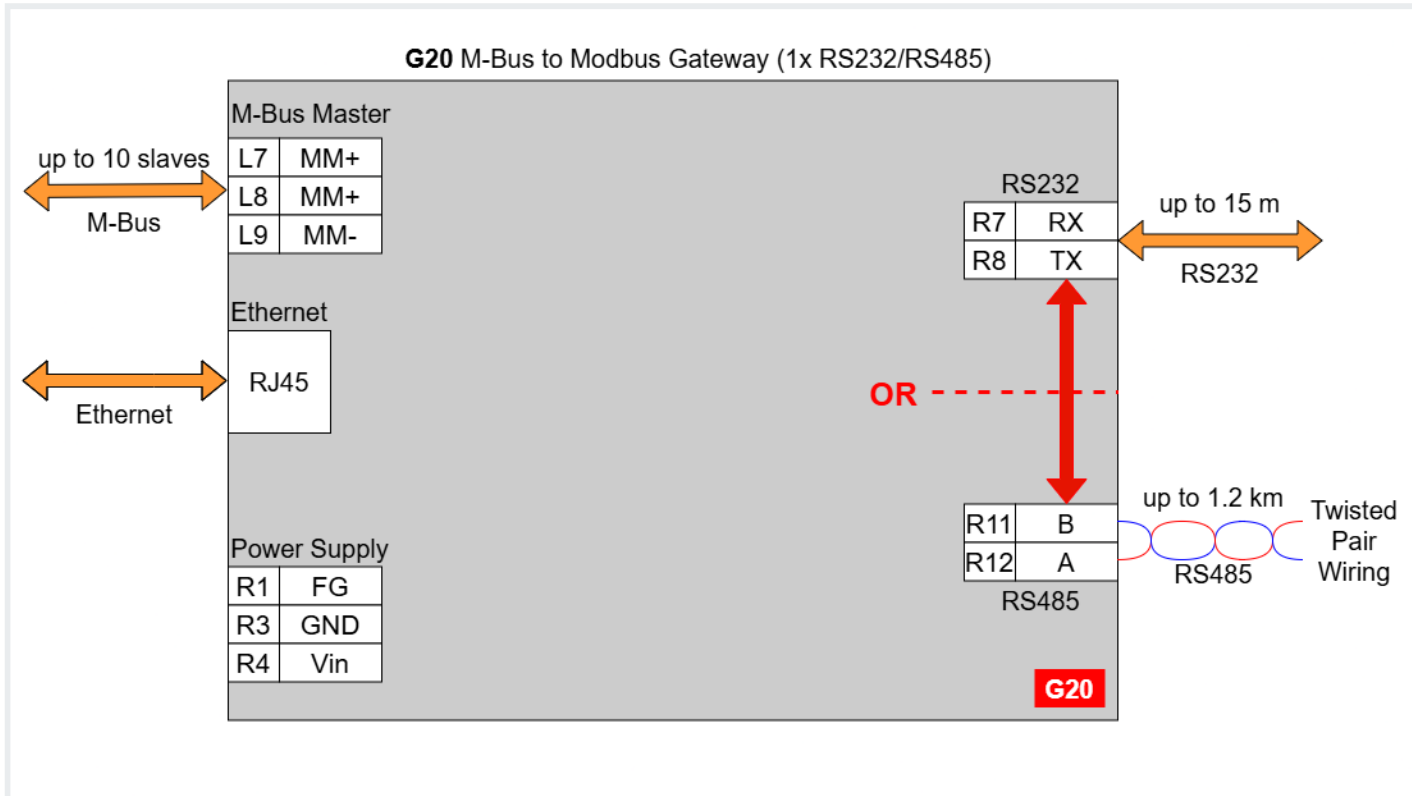 G20 M-Bus to Modbus Gateway (1x RS232/RS485)
M-Bus Master
L7 MM+
L8 MM+
L9 MM-
up to 10 slaves
M-Bus
Ethernet
RJ45
Ethernet
Power Supply
R1 FG
R3 GND
R4 Vin
RS232
R7 RX
R8 TX
up to 15 m
RS232
OR
R11 B
R12 A
RS485
up to 1.2 km
RS485
Twisted
Pair
Wiring
G20